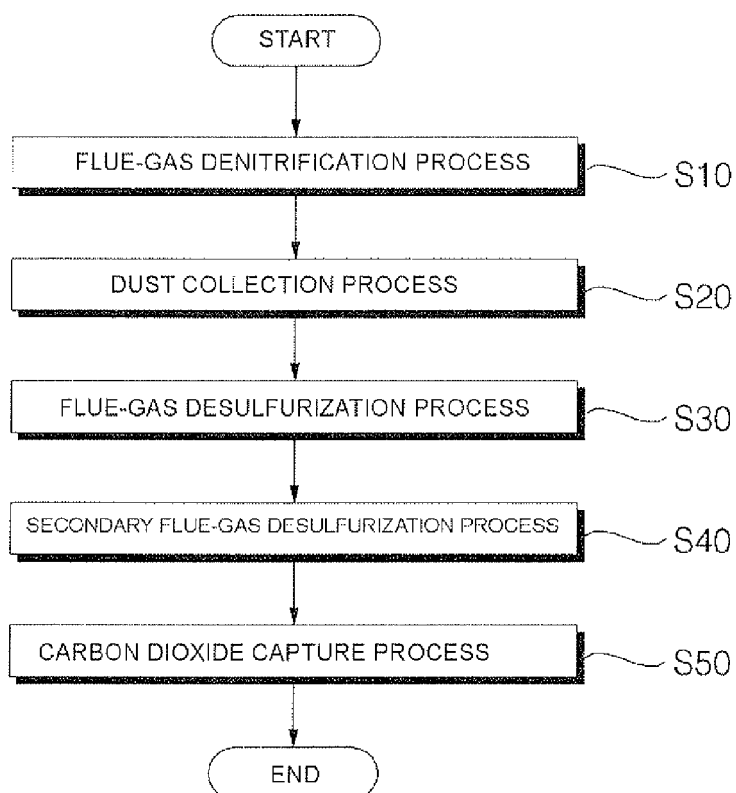 START
FLUE-GAS DENITRIFICATION PROCESS
S10
DUST COLLECTION PROCESS
S20
FLUE-GAS DESULFURIZATION PROCESS
S30
SECONDARY FLUE-GAS DESULFURIZATION PROCESS
S40
CARBON DIOXIDE CAPTURE PROCESS
S50
END